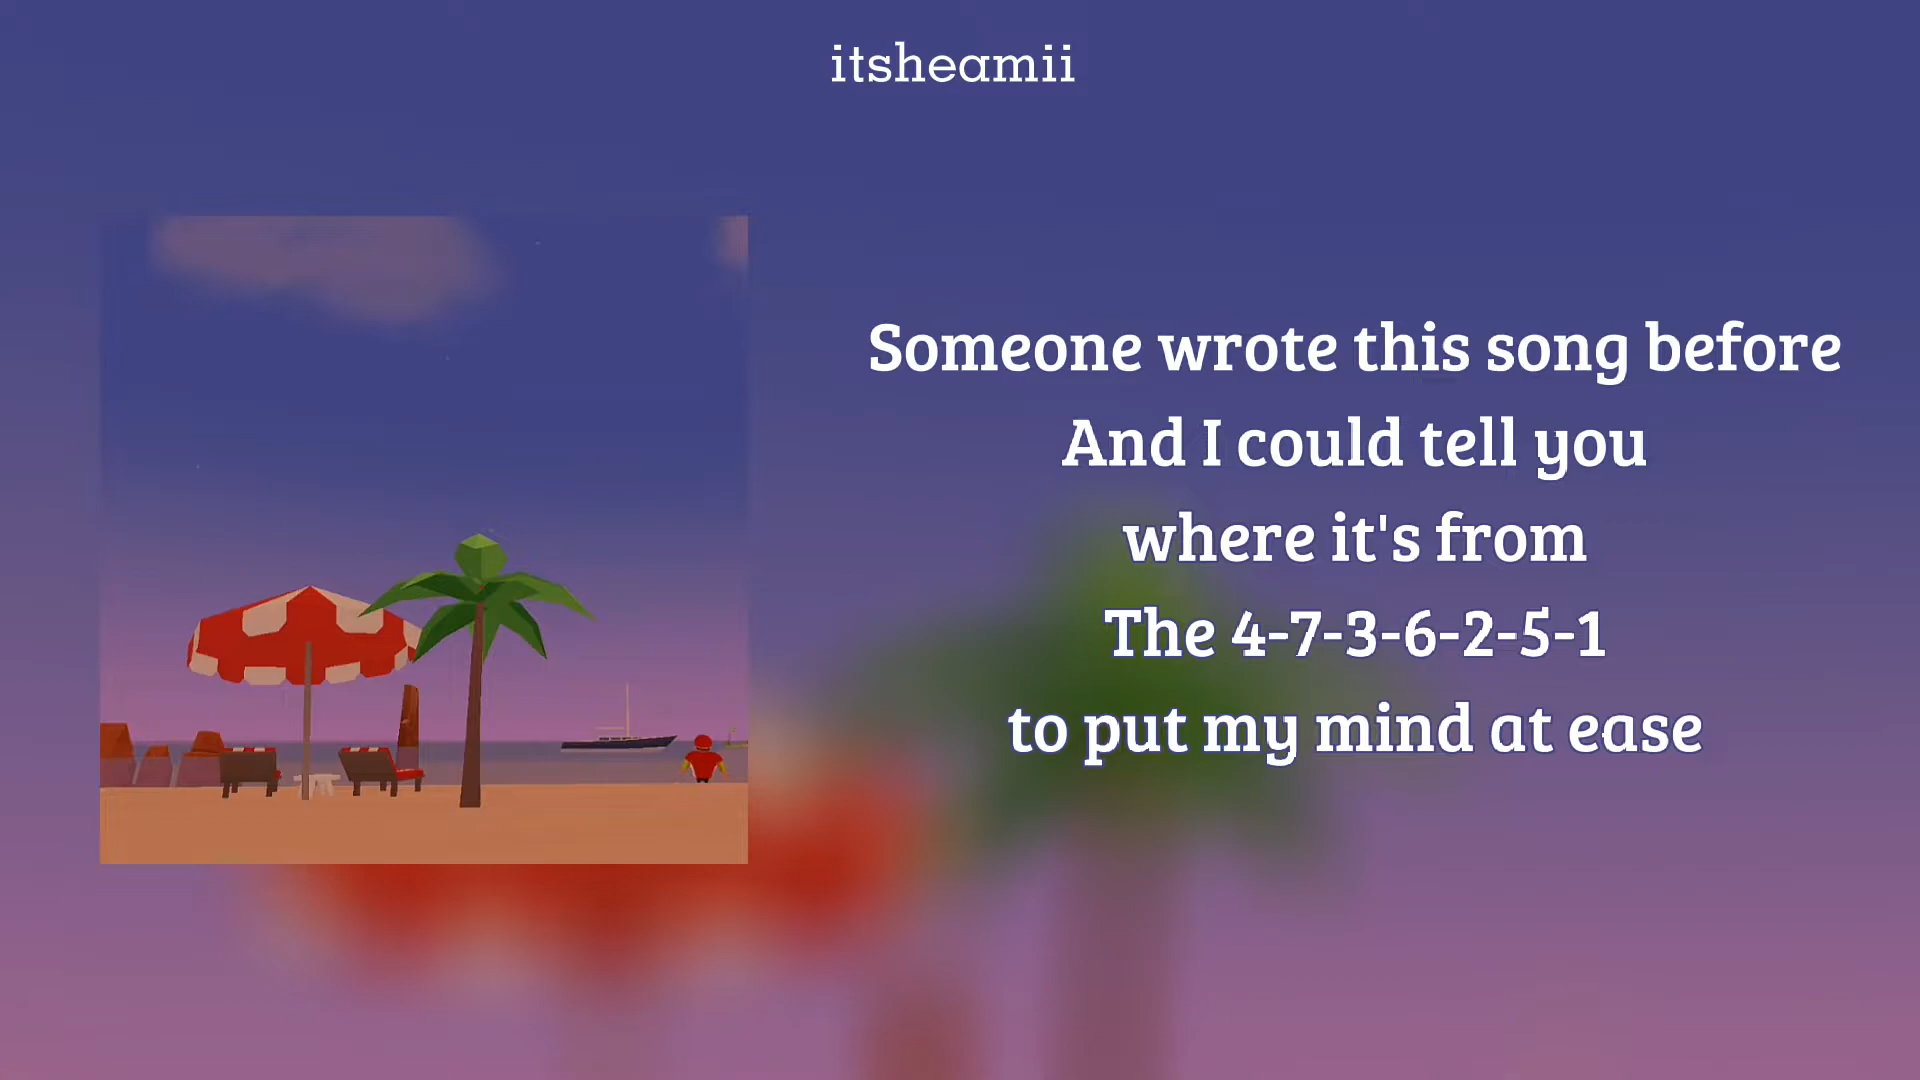 itsheamii
Someone wrote this song before
And I could tell you
where it's from
The 4-7-3-6-2-5-1
to put my mind at ease